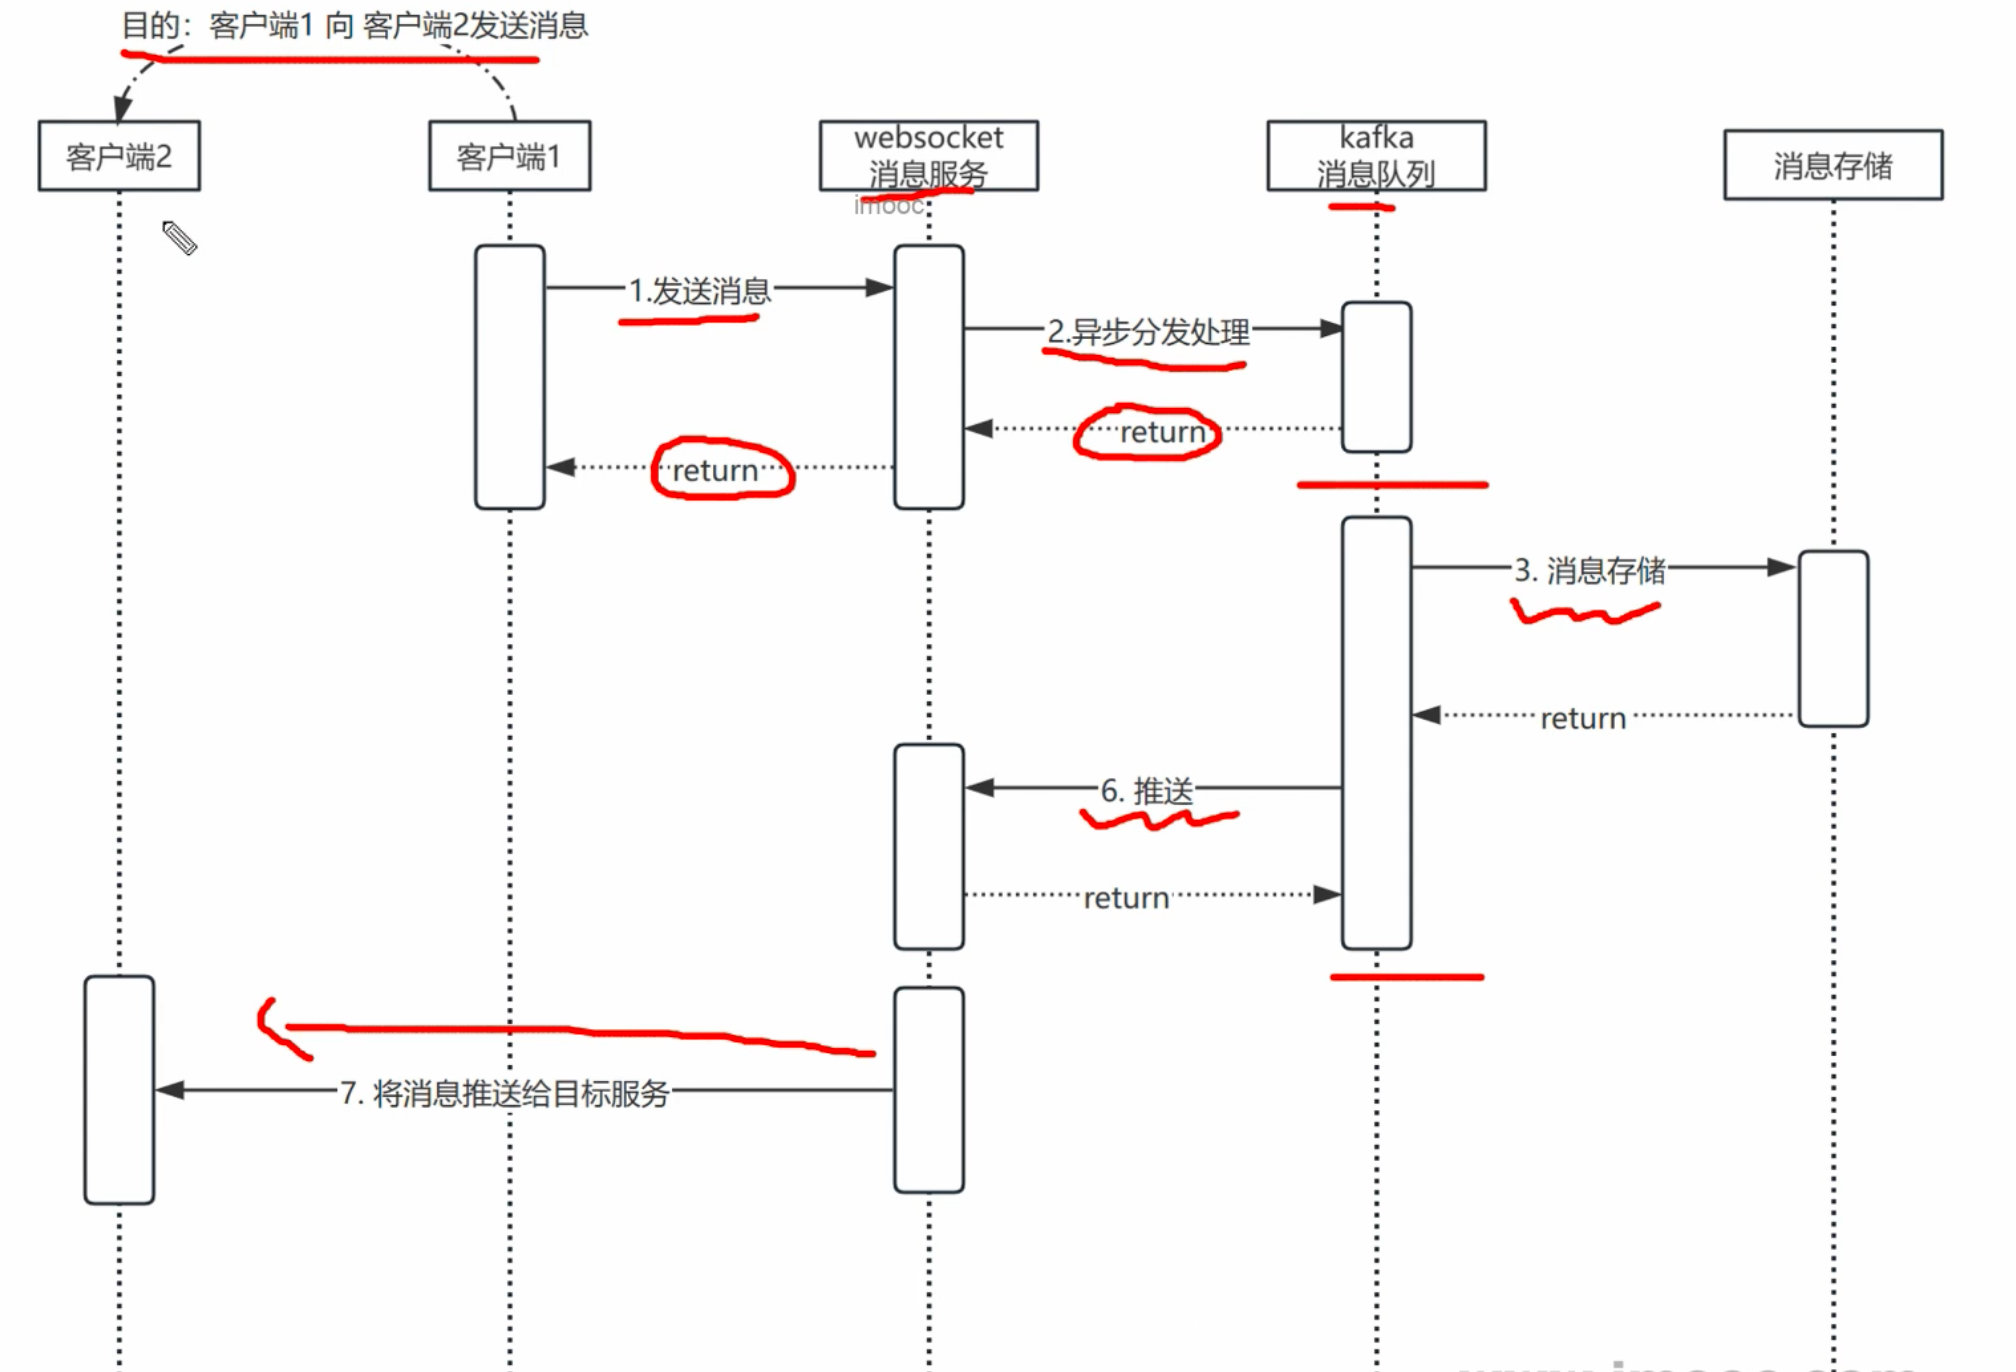 目的：客户端1 向 客户端2发送消息
客户端2
客户端1
websocket
消息服务
kafka
消息队列
消息存储
imooc
1.发送消息
2.异步分发处理
return
return
3. 消息存储
return
6. 推送
return
7. 将消息推送给目标服务